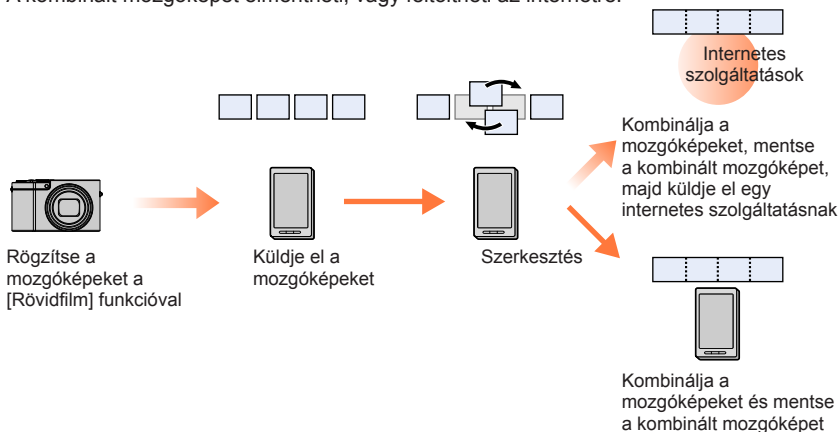 A kombinált mozgóképet elmentheti, vagy feltöltheti az internetre.
Internetes
szolgáltatások
Kombinálja a
mozgóképeket, mentse
a kombinált mozgóképet,
majd küldje el egy
internetes szolgáltatásnak
Rögzítse a
mozgóképeket a
[Rövidfilm] funkcióval
Küldje el a
mozgóképeket
Szerkesztés
Kombinálja a
mozgóképeket és mentse
a kombinált mozgóképet